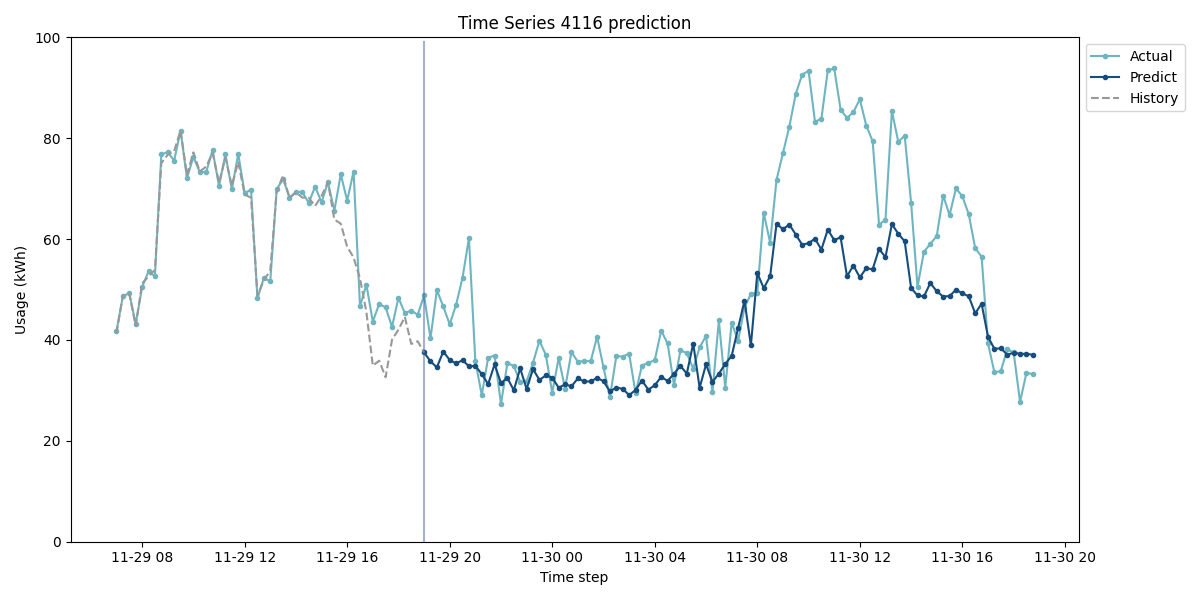 Time Series 4116 prediction
100
80
60
40
20
0
Usage (kWh)
11-29 08
11-29 12
11-29 16
11-29 20
11-30 00
11-30 04
11-30 08
11-30 12
11-30 16
11-30 20
Time step
Actual
Predict
History